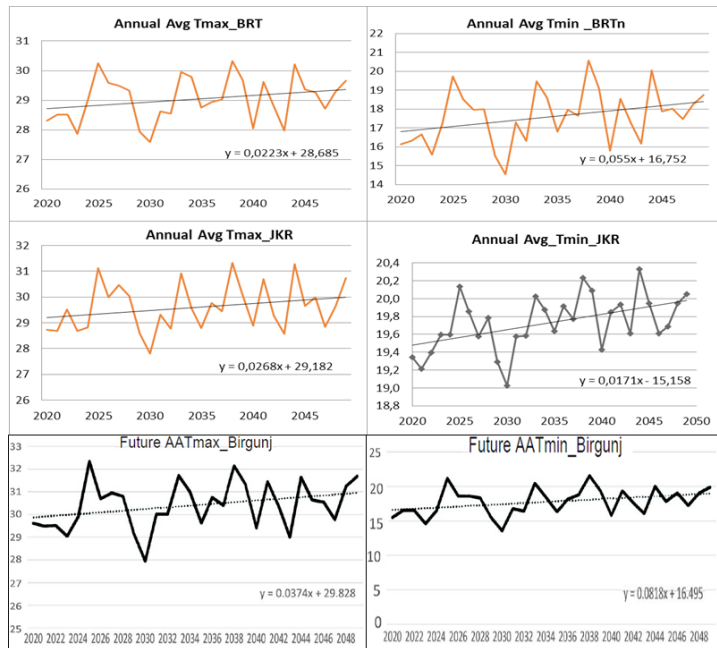 Annual Avg Tmax_BRT
31
30
29
28
27
26
y = 0,0223x + 28,685
2020 2025 2030 2035 2040 2045
Annual Avg Tmin _BRTn
22
21
20
19
18
17
16
15
14
y = 0,055x + 16,752
2020 2025 2030 2035 2040 2045
Annual Avg Tmax_JKR
32
31
30
29
28
27
26
y = 0,0268x + 29,182
2020 2025 2030 2035 2040 2045
Annual Avg_Tmin_JKR
20,4
20,2
20,0
19,8
19,6
19,4
19,2
19,0
18,8
y = 0,0171x - 15,158
2020 2025 2030 2035 2040 2045 2050
Future AATmax_Birgunj
33
32
31
30
29
28
27
26
25
y = 0.0374x + 29.828
2020 2022 2024 2026 2028 2030 2032 2034 2036 2038 2040 2042 2044 2046 2048
Future AATmin_Birgunj
25
20
15
10
5
0
y = 0.0818x + 16.495
2020 2022 2024 2026 2028 2030 2032 2034 2036 2038 2040 2042 2044 2046 2048